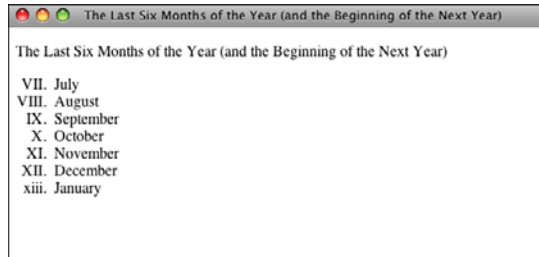 The Last Six Months of the Year (and the Beginning of the Next Year)
The Last Six Months of the Year (and the Beginning of the Next Year)
VII. July
VIII. August
IX. September
X. October
XI. November
XII. December
xiii. January